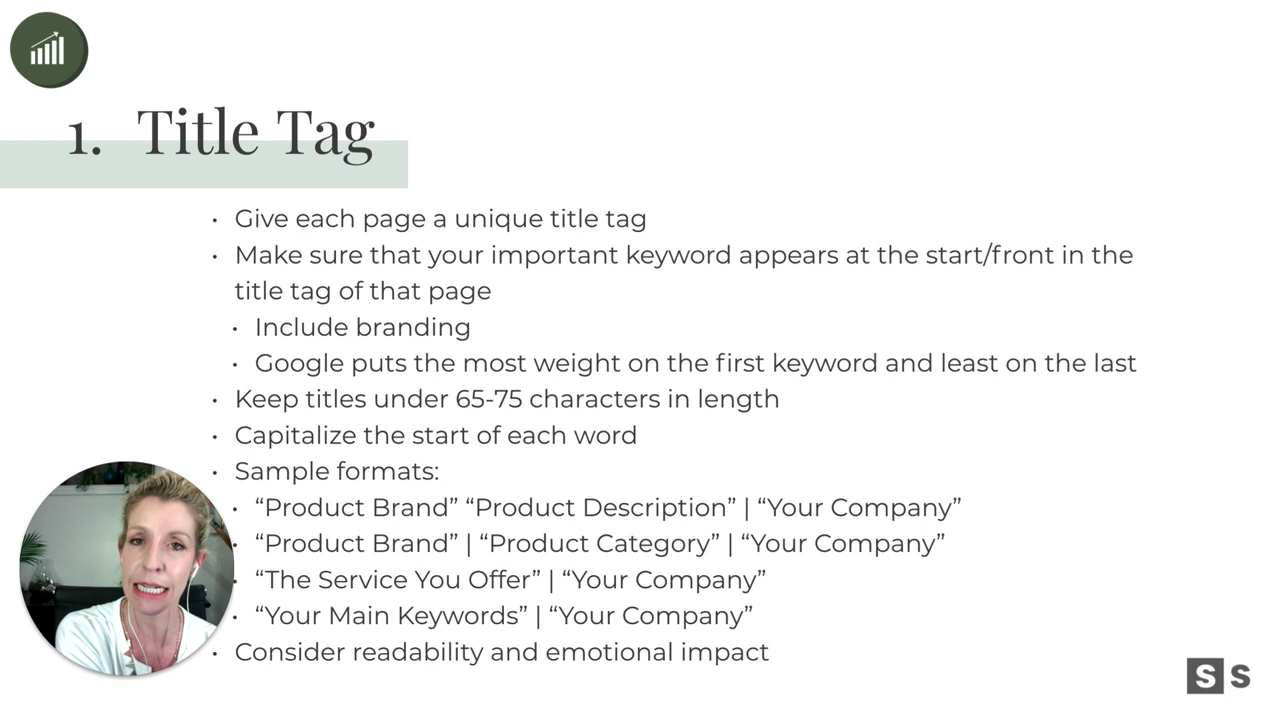 1. Title Tag
• Give each page a unique title tag
• Make sure that your important keyword appears at the start/front in the
title tag of that page
• Include branding
• Google puts the most weight on the first keyword and least on the last
• Keep titles under 65-75 characters in length
• Capitalize the start of each word
• Sample formats:
• “Product Brand” “Product Description” | “Your Company”
• “Product Brand” | “Product Category” | “Your Company”
• “The Service You Offer” | “Your Company”
• “Your Main Keywords” | “Your Company”
• Consider readability and emotional impact
S S